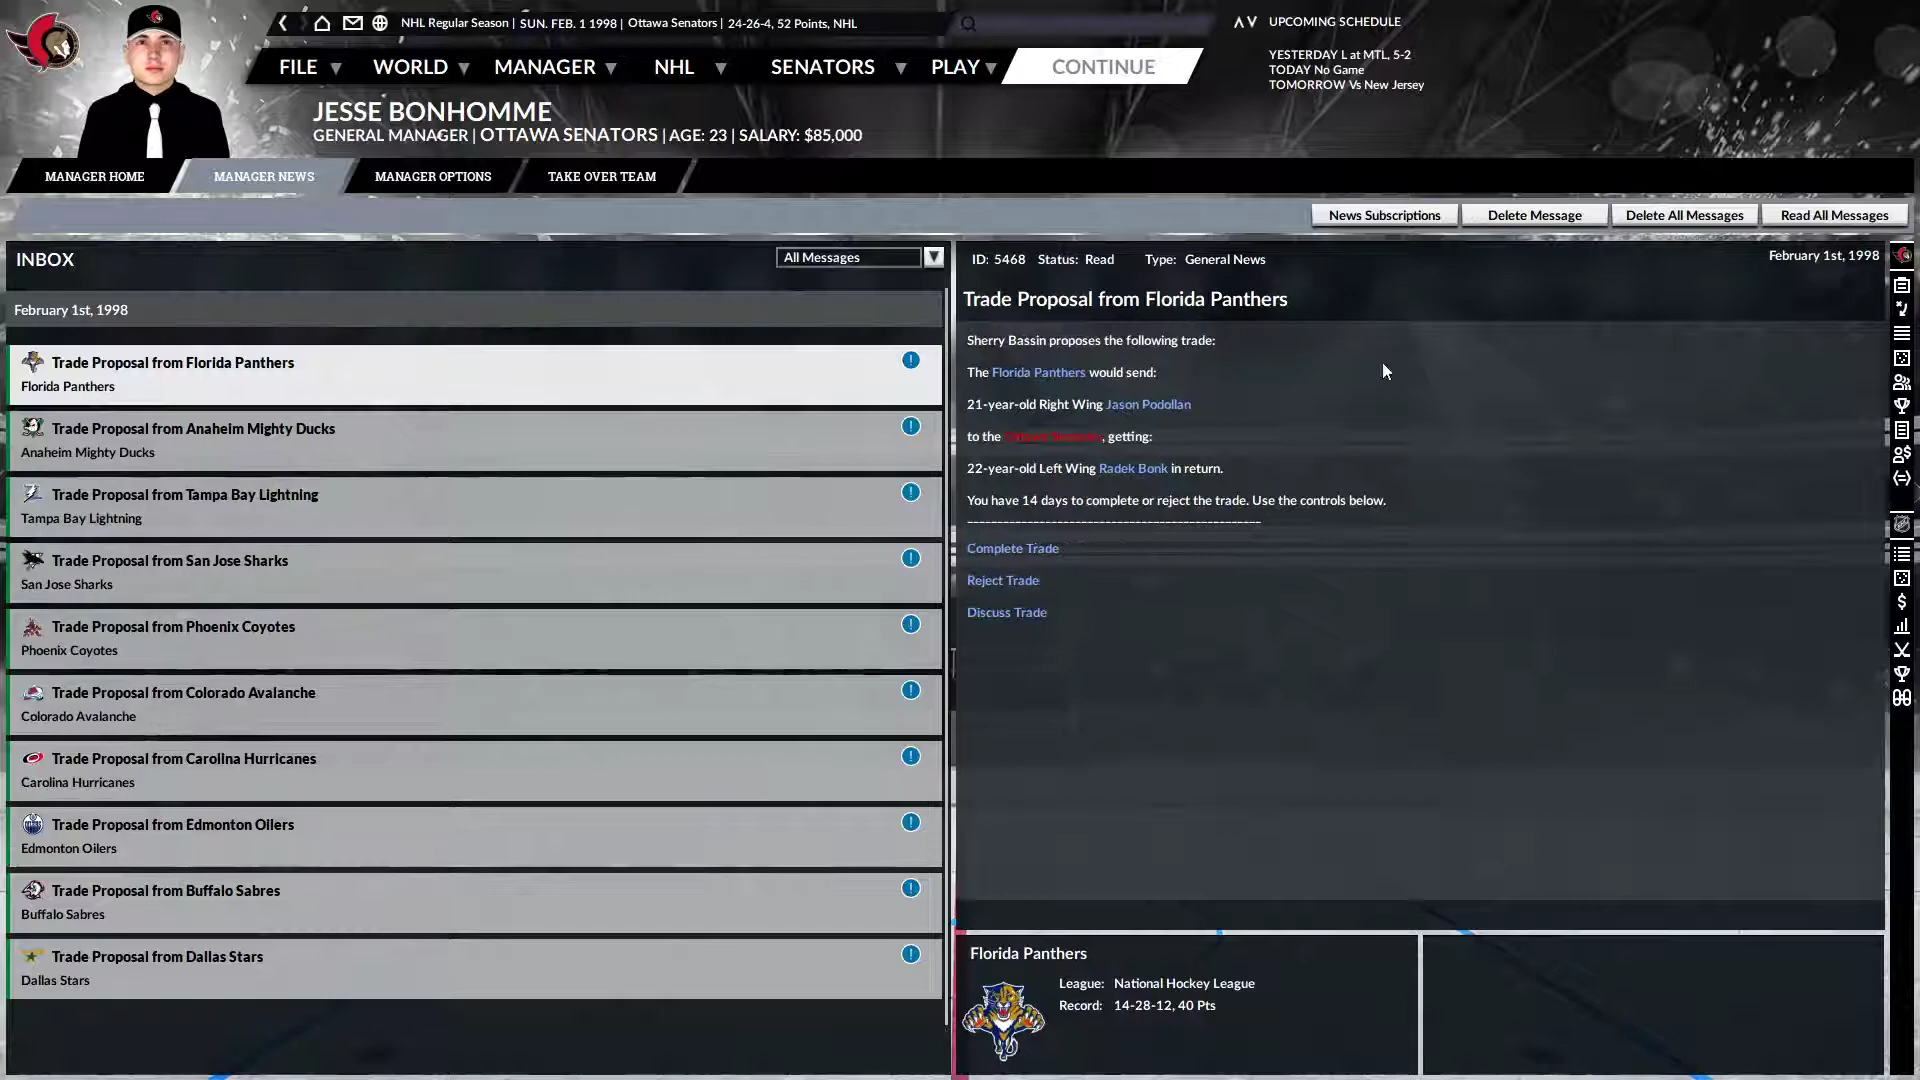 NHL Regular Season | SUN. FEB. 1 1998 | Ottawa Senators | 24-26-4, 52 Points, NHL
UPCOMING SCHEDULE
YESTERDAY L at MTL, 5-2
TODAY No Game
TOMORROW Vs New Jersey
FILE WORLD MANAGER NHL SENATORS PLAY CONTINUE
JESSE BONHOMME
GENERAL MANAGER | OTTAWA SENATORS | AGE: 23 | SALARY: $85,000
MANAGER HOME MANAGER NEWS MANAGER OPTIONS TAKE OVER TEAM
News Subscriptions Delete Message Delete All Messages Read All Messages
INBOX
All Messages
February 1st, 1998
Trade Proposal from Florida Panthers
Florida Panthers
Trade Proposal from Anaheim Mighty Ducks
Anaheim Mighty Ducks
Trade Proposal from Tampa Bay Lightning
Tampa Bay Lightning
Trade Proposal from San Jose Sharks
San Jose Sharks
Trade Proposal from Phoenix Coyotes
Phoenix Coyotes
Trade Proposal from Colorado Avalanche
Colorado Avalanche
Trade Proposal from Carolina Hurricanes
Carolina Hurricanes
Trade Proposal from Edmonton Oilers
Edmonton Oilers
Trade Proposal from Buffalo Sabres
Buffalo Sabres
Trade Proposal from Dallas Stars
Dallas Stars
ID: 5468 Status: Read Type: General News
February 1st, 1998
Trade Proposal from Florida Panthers
Sherry Bassin proposes the following trade:
The Florida Panthers would send:
21-year-old Right Wing Jason Podollan
to the Ottawa Senators, getting:
22-year-old Left Wing Radek Bonk in return.
You have 14 days to complete or reject the trade. Use the controls below.
Complete Trade
Reject Trade
Discuss Trade
Florida Panthers
League: National Hockey League
Record: 14-28-12, 40 Pts